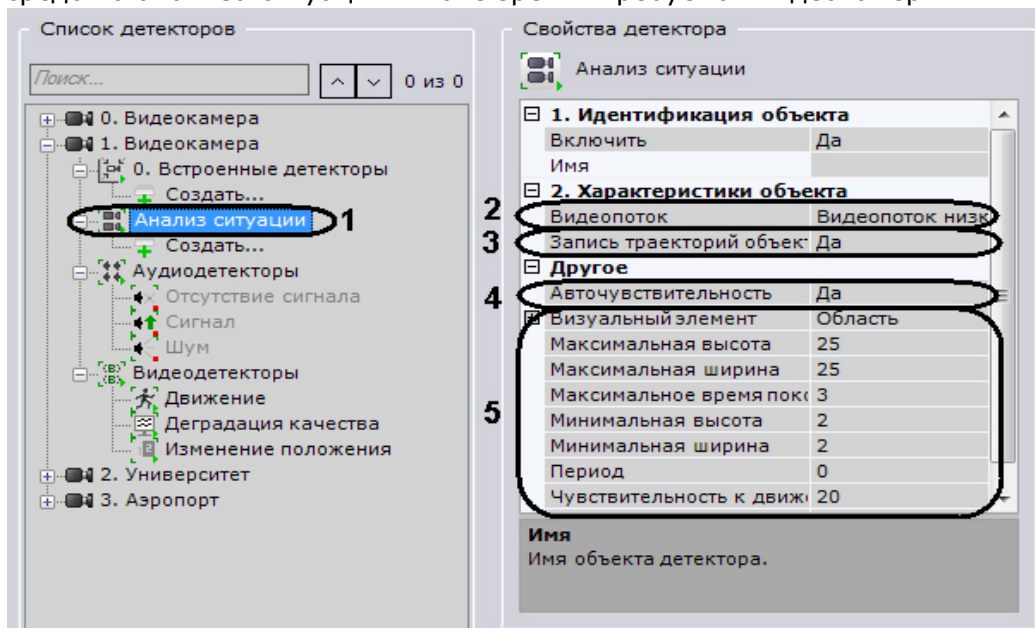 Список детекторов
Поиск...
0 из 0
0. Видеокамера
1. Видеокамера
0. Встроенные детекторы
Создать...
Анализ ситуации 1
Создать...
Аудиодетекторы
Отсутствие сигнала
Сигнал
Шум
Видеодетекторы
Движение
Деградация качества
Изменение положения
2. Университет
3. Аэропорт
Свойства детектора
Анализ ситуации
1. Идентификация объекта
Включить Да
Имя
2. Характеристики объекта
2 Видеопоток Видеопоток низк
3 Запись траекторий объек Да
Другое
4 Авточувствительность Да
Визуальный элемент Область
Максимальная высота 25
Максимальная ширина 25
Максимальное время пок 3
5 Минимальная высота 2
Минимальная ширина 2
Период 0
Чувствительность к движ 20
Имя
Имя объекта детектора.